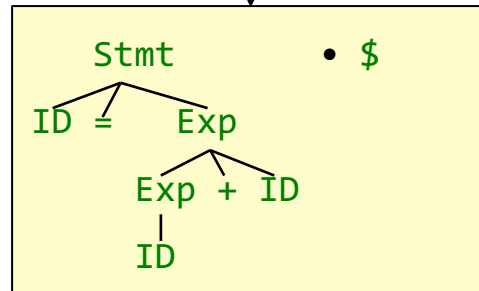 Stmt • $
ID = Exp
Exp + ID
ID